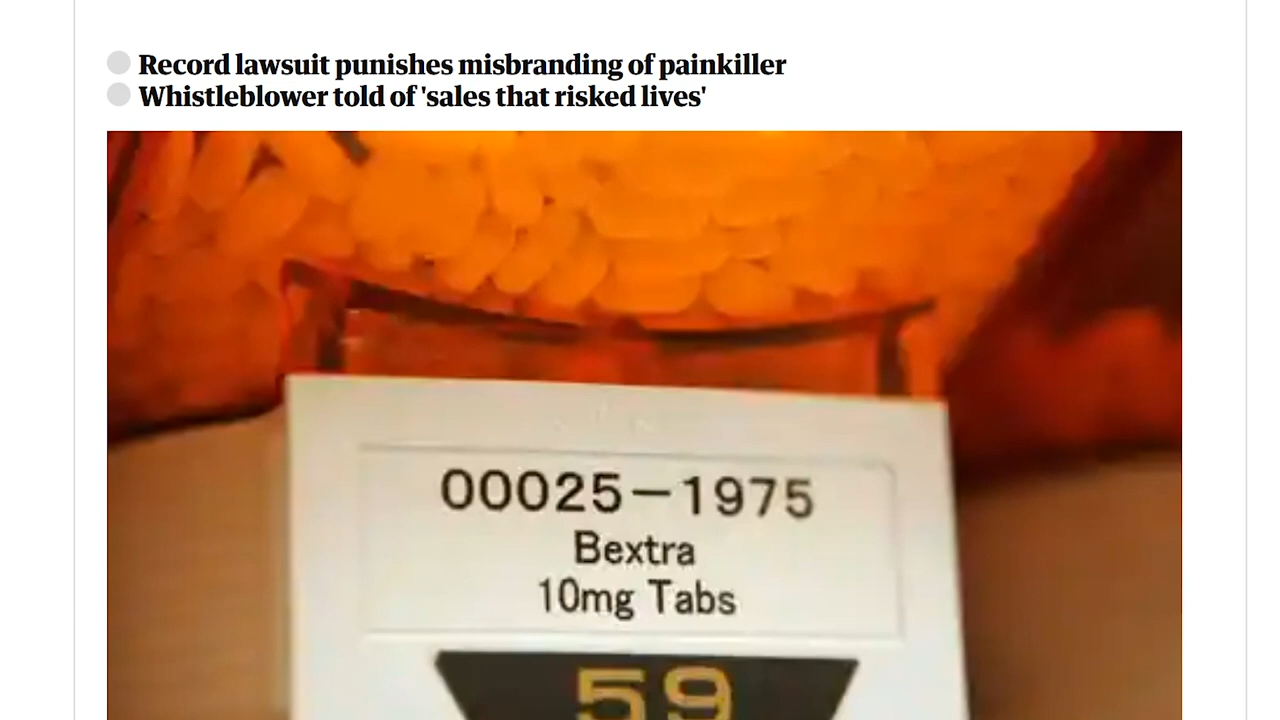 Record lawsuit punishes misbranding of painkiller
Whistleblower told of 'sales that risked lives'
00025-1975
Bextra
10mg Tabs
59